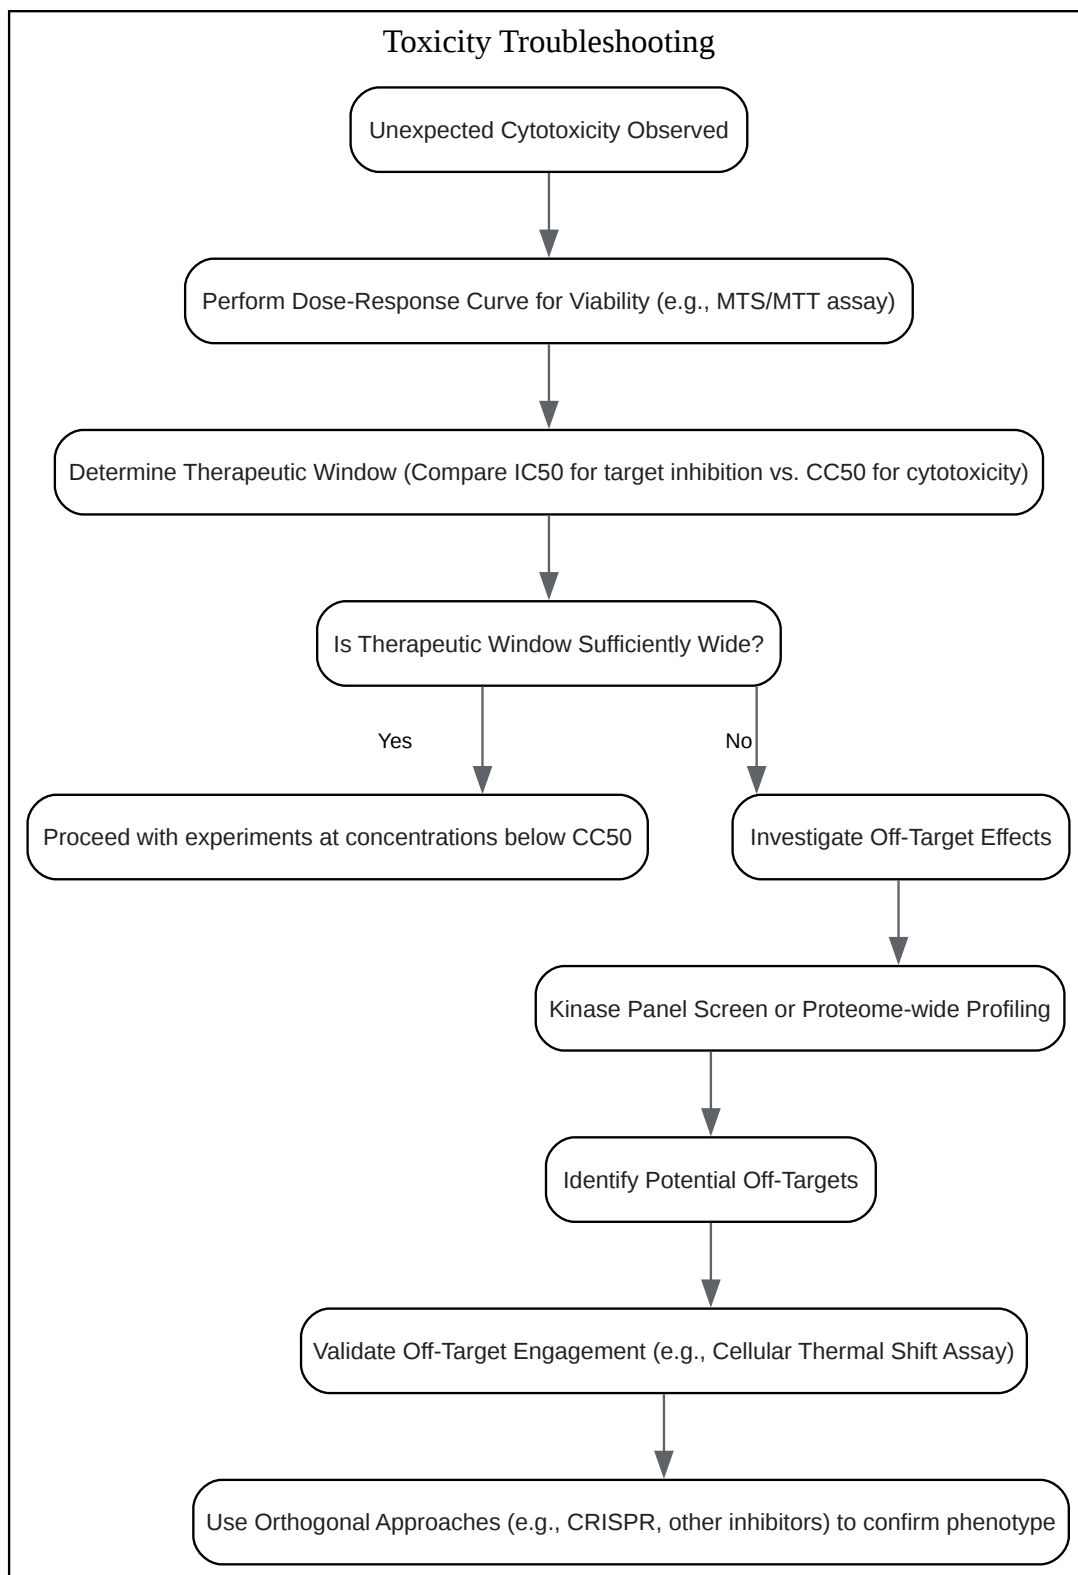 Toxicity Troubleshooting
Unexpected Cytotoxicity Observed
Perform Dose-Response Curve for Viability (e.g., MTS/MTT assay)
Determine Therapeutic Window (Compare IC50 for target inhibition vs. CC50 for cytotoxicity)
Is Therapeutic Window Sufficiently Wide?
Yes
No
Proceed with experiments at concentrations below CC50
Investigate Off-Target Effects
Kinase Panel Screen or Proteome-wide Profiling
Identify Potential Off-Targets
Validate Off-Target Engagement (e.g., Cellular Thermal Shift Assay)
Use Orthogonal Approaches (e.g., CRISPR, other inhibitors) to confirm phenotype